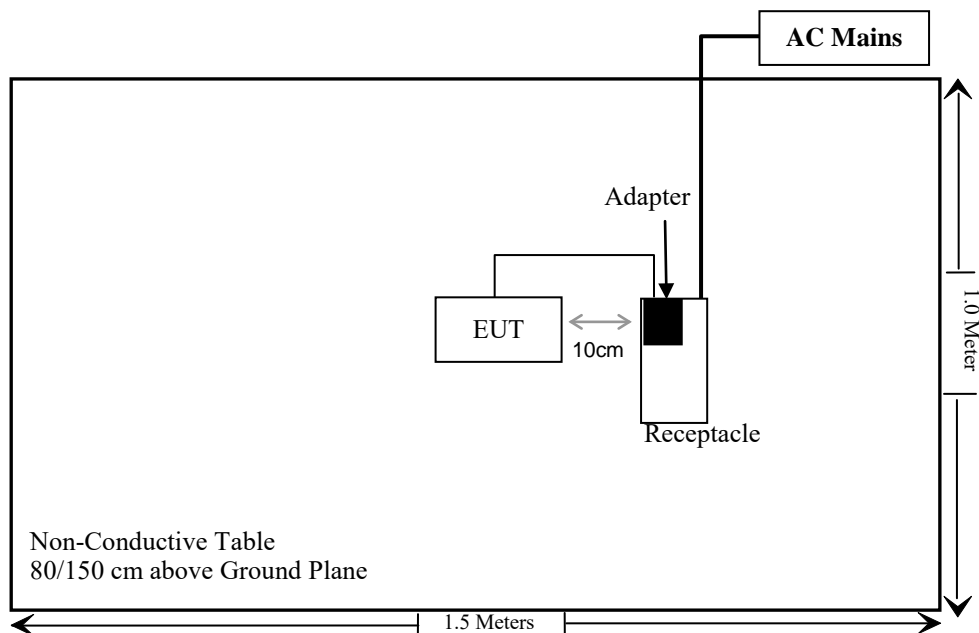 AC Mains
Adapter
EUT
10cm
1.0 Meter
Receptacle
Non-Conductive Table
80/150 cm above Ground Plane
1.5 Meters